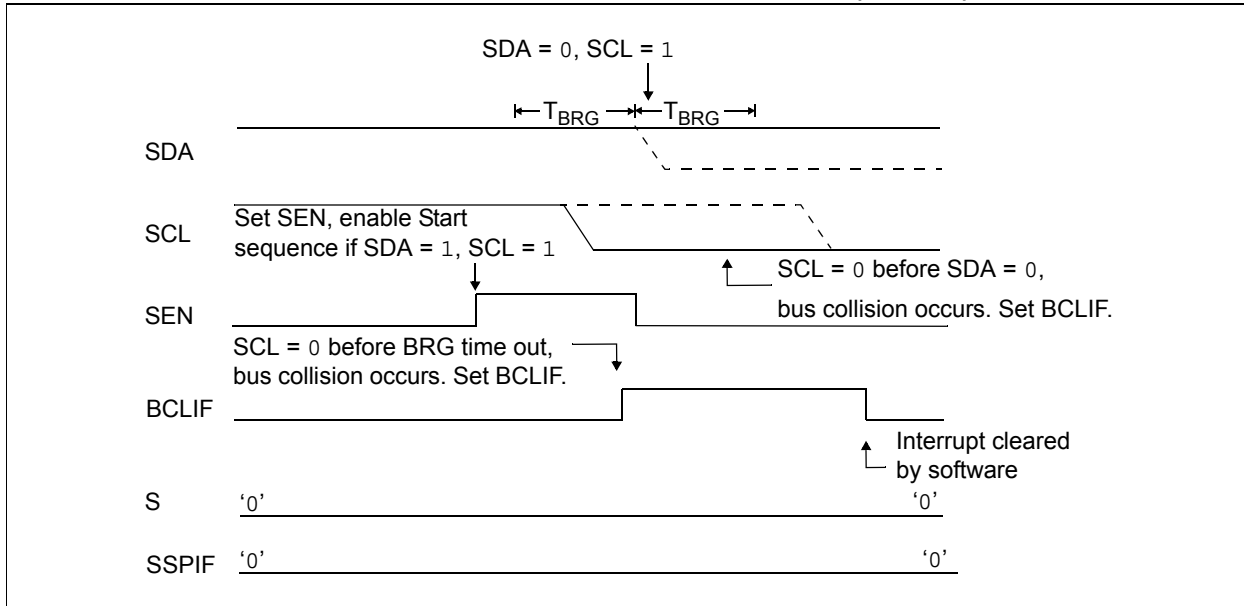 SDA = 0, SCL = 1
TBRG TBRG
SDA
SCL
Set SEN, enable Start
sequence if SDA = 1, SCL = 1
SCL = 0 before SDA = 0,
bus collision occurs. Set BCLIF.
SEN
SCL = 0 before BRG time out,
bus collision occurs. Set BCLIF.
BCLIF
Interrupt cleared
by software
S ‘0’ ‘0’
SSPIF ‘0’ ‘0’